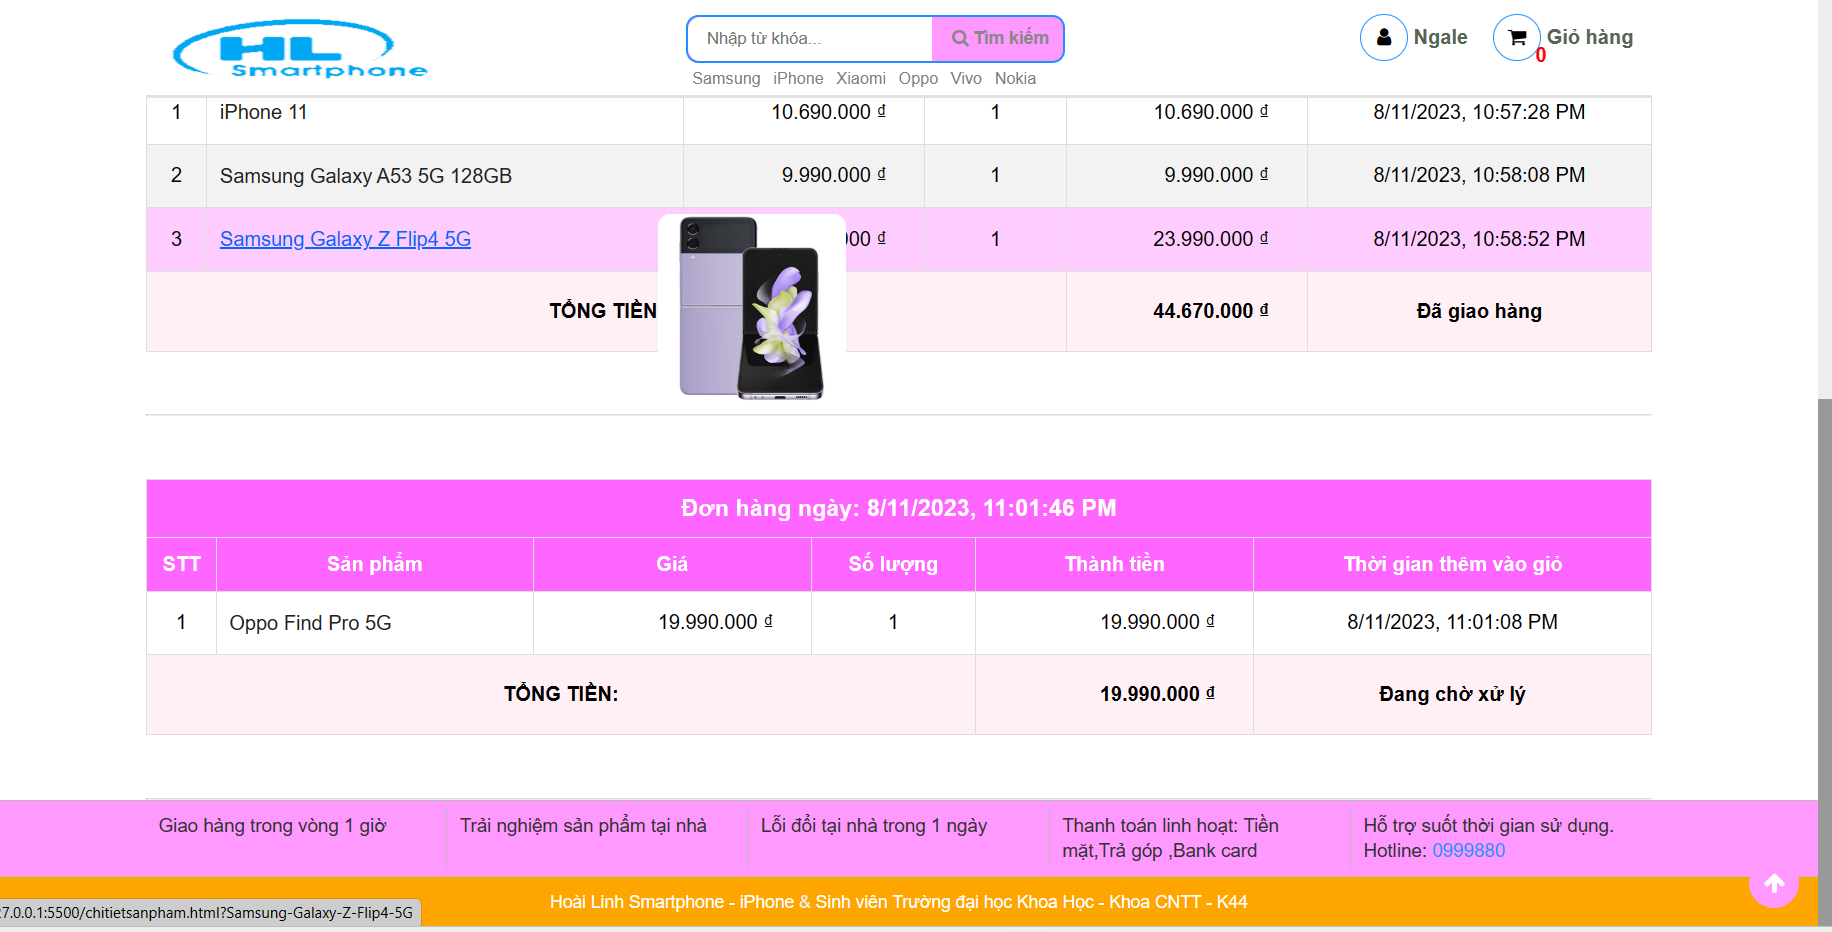 HL
Smartphone
Nhập từ khóa...
Tìm kiếm
Samsung iPhone Xiaomi Oppo Vivo Nokia
Ngale
Giỏ hàng
0
1 iPhone 11 10.690.000 ₫ 1 10.690.000 ₫ 8/11/2023, 10:57:28 PM
2 Samsung Galaxy A53 5G 128GB 9.990.000 ₫ 1 9.990.000 ₫ 8/11/2023, 10:58:08 PM
3 Samsung Galaxy Z Flip4 5G 00 ₫ 1 23.990.000 ₫ 8/11/2023, 10:58:52 PM
TỔNG TIỀN 44.670.000 ₫ Đã giao hàng
Đơn hàng ngày: 8/11/2023, 11:01:46 PM
STT Sản phẩm Giá Số lượng Thành tiền Thời gian thêm vào giỏ
1 Oppo Find Pro 5G 19.990.000 ₫ 1 19.990.000 ₫ 8/11/2023, 11:01:08 PM
TỔNG TIỀN: 19.990.000 ₫ Đang chờ xử lý
Giao hàng trong vòng 1 giờ
Trải nghiệm sản phẩm tại nhà
Lỗi đổi tại nhà trong 1 ngày
Thanh toán linh hoạt: Tiền
mặt,Trả góp ,Bank card
Hỗ trợ suốt thời gian sử dụng.
Hotline: 0999880
Hoài Linh Smartphone - iPhone & Sinh viên Trường đại học Khoa Học - Khoa CNTT - K44
27.0.0.1:5500/chitietsanpham.html?Samsung-Galaxy-Z-Flip4-5G